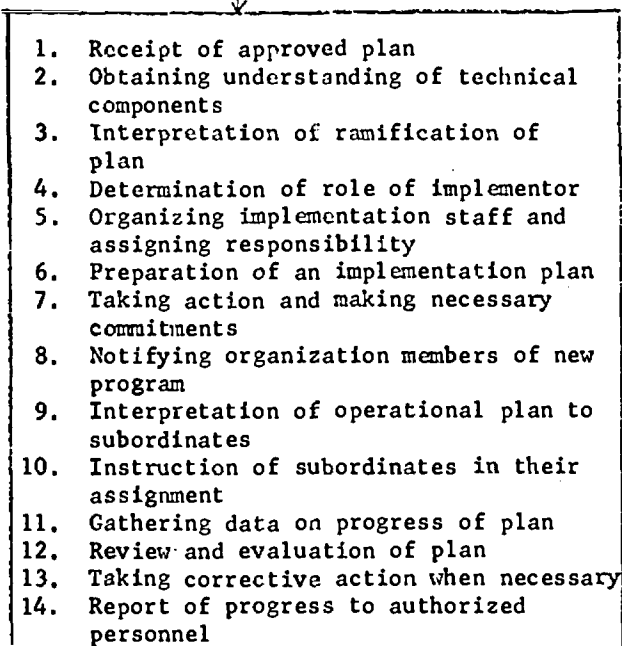 1. Receipt of approved plan
2. Obtaining understanding of technical
components
3. Interpretation of ramification of
plan
4. Determination of role of implementor
5. Organizing implementation staff and
assigning responsibility
6. Preparation of an implementation plan
7. Taking action and making necessary
commitments
8. Notifying organization members of new
program
9. Interpretation of operational plan to
subordinates
10. Instruction of subordinates in their
assignment
11. Gathering data on progress of plan
12. Review and evaluation of plan
13. Taking corrective action when necessary
14. Report of progress to authorized
personnel